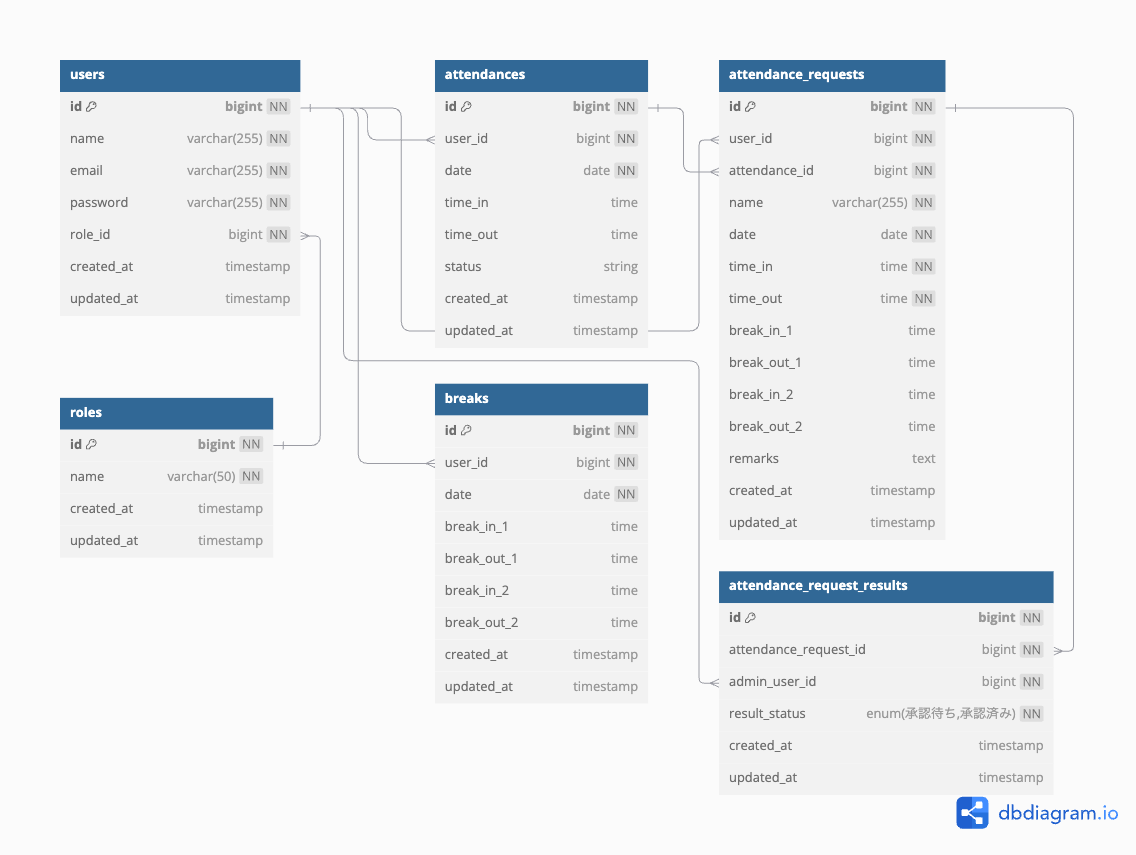 users
id bigint NN
name varchar(255) NN
email varchar(255) NN
password varchar(255) NN
role_id bigint NN
created_at timestamp
updated_at timestamp
roles
id bigint NN
name varchar(50) NN
created_at timestamp
updated_at timestamp
attendances
id bigint NN
user_id bigint NN
date date NN
time_in time
time_out time
status string
created_at timestamp
updated_at timestamp
breaks
id bigint NN
user_id bigint NN
date date NN
break_in_1 time
break_out_1 time
break_in_2 time
break_out_2 time
created_at timestamp
updated_at timestamp
attendance_requests
id bigint NN
user_id bigint NN
attendance_id bigint NN
name varchar(255) NN
date date NN
time_in time NN
time_out time NN
break_in_1 time
break_out_1 time
break_in_2 time
break_out_2 time
remarks text
created_at timestamp
updated_at timestamp
attendance_request_results
id bigint NN
attendance_request_id bigint NN
admin_user_id bigint NN
result_status enum(承認待ち,承認済み) NN
created_at timestamp
updated_at timestamp
dbdiagram.io